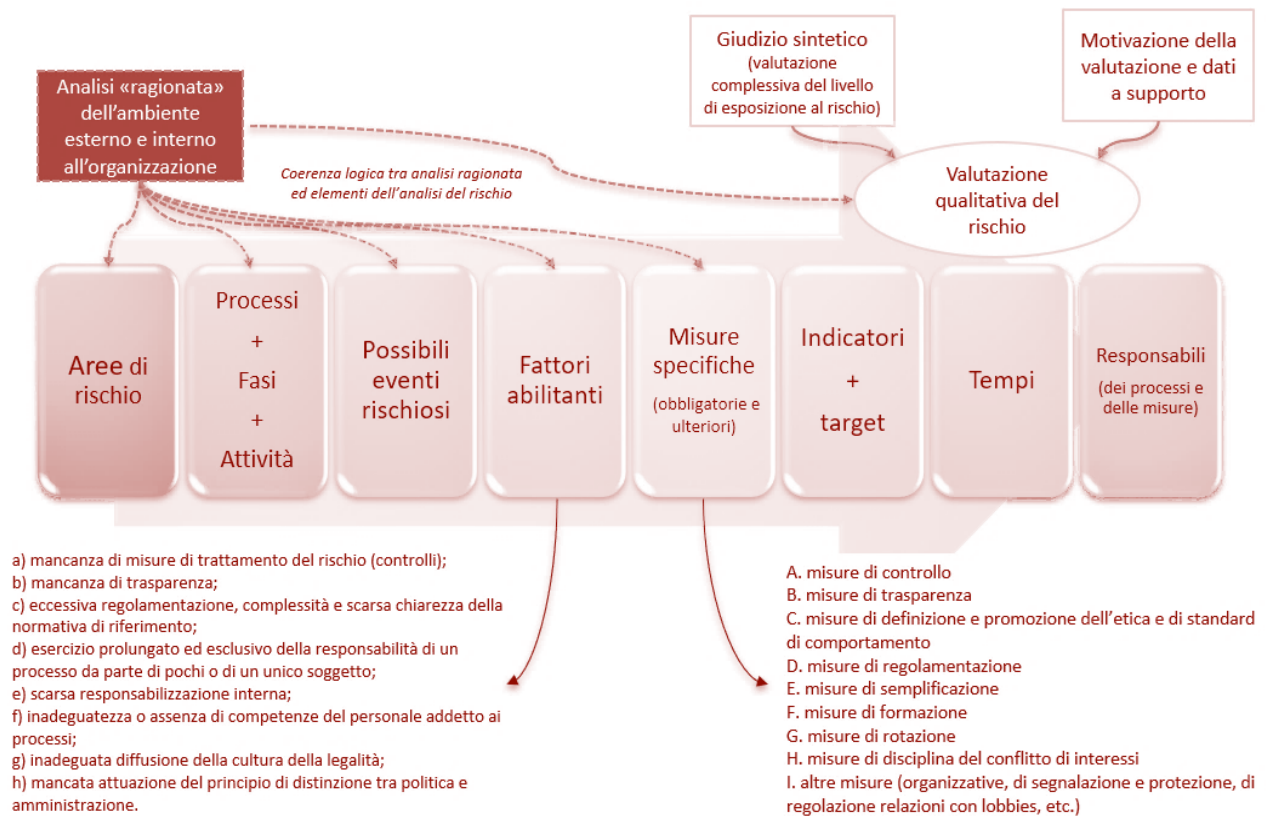 Analisi «ragionata»
dell'ambiente
esterno e interno
all'organizzazione
Giudizio sintetico
(valutazione
complessiva del livello
di esposizione al rischio)
Motivazione della
valutazione e dati
a supporto
Coerenza logica tra analisi ragionata
ed elementi dell'analisi del rischio
Valutazione
qualitativa del
rischio
Aree di
rischio
Processi
+
Fasi
+
Attività
Possibili
eventi
rischiosi
Fattori
abilitanti
Misure
specifiche
(obbligatorie e
ulteriori)
Indicatori
+
target
Tempi
Responsabili
(dei processi e
delle misure)
a) mancanza di misure di trattamento del rischio (controlli);
b) mancanza di trasparenza;
c) eccessiva regolamentazione, complessità e scarsa chiarezza della
normativa di riferimento;
d) esercizio prolungato ed esclusivo della responsabilità di un
processo da parte di pochi o di un unico soggetto;
e) scarsa responsabilizzazione interna;
f) inadeguatezza o assenza di competenze del personale addetto ai
processi;
g) inadeguata diffusione della cultura della legalità;
h) mancata attuazione del principio di distinzione tra politica e
amministrazione.
A. misure di controllo
B. misure di trasparenza
C. misure di definizione e promozione dell'etica e di standard
di comportamento
D. misure di regolamentazione
E. misure di semplificazione
F. misure di formazione
G. misure di rotazione
H. misure di disciplina del conflitto di interessi
I. altre misure (organizzative, di segnalazione e protezione, di
regolazione relazioni con lobbies, etc.)